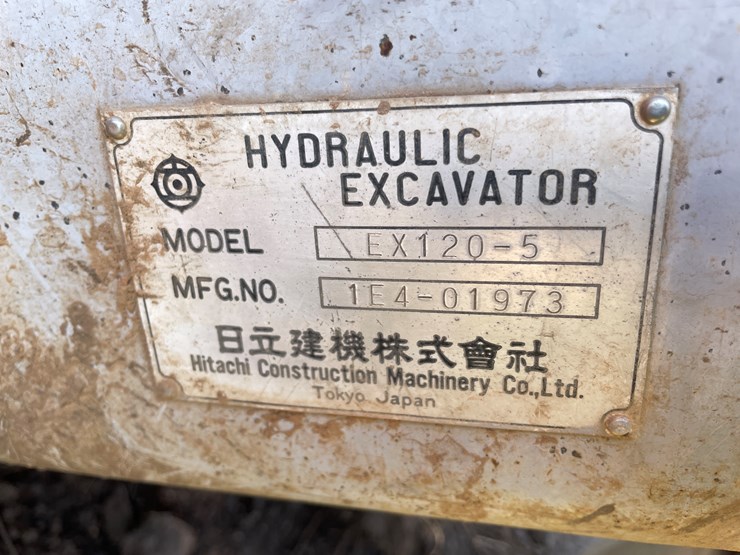 HYDRAULIC
EXCAVATOR
MODEL EX120-5
MFG.NO. 1E4-01973
日立建機株式會社
Hitachi Construction Machinery Co.,Ltd.
Tokyo Japan